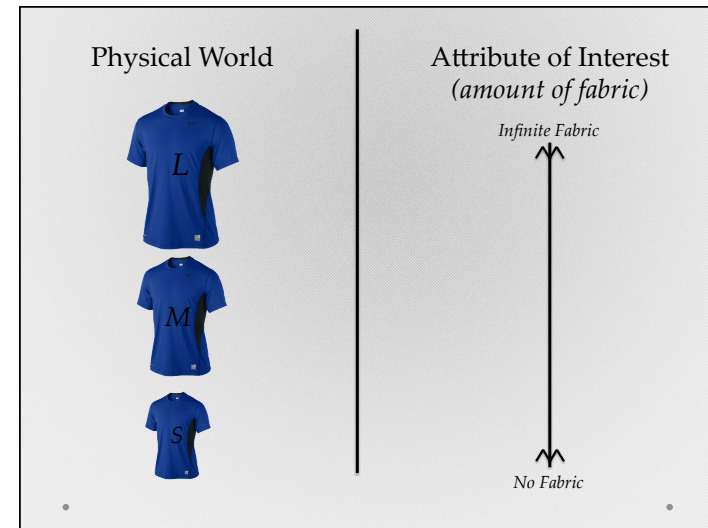 Physical World
L
M
S
Attribute of Interest
(amount of fabric)
Infinite Fabric
No Fabric